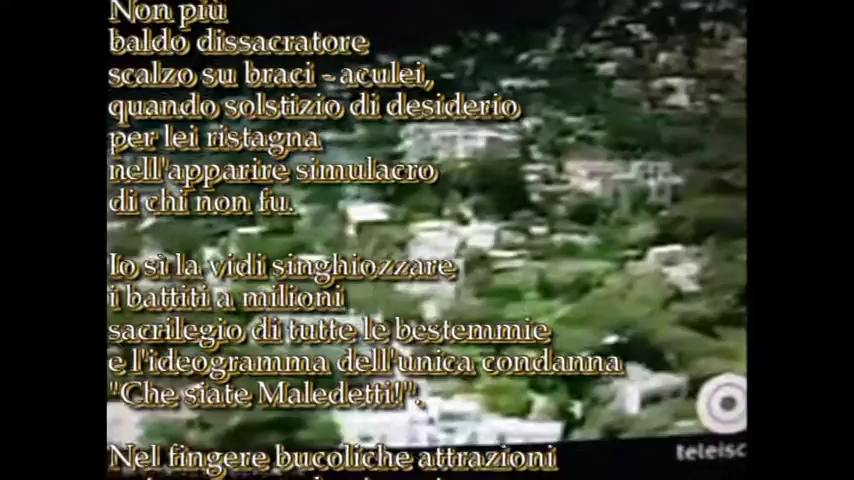 Non più
baldo dissacratore
scalzo su braci - aculei,
quando solstizio di desiderio
per lei ristagna
nell'apparire simulacro
di chi non fu.
Io sì la vidi singhiozzare
i battiti a milioni
sacrilegio di tutte le bestemmie
e l'ideogramma dell'unica condanna
"Che siate Maledetti!".
Nel fingere bucoliche attrazioni
teleisc